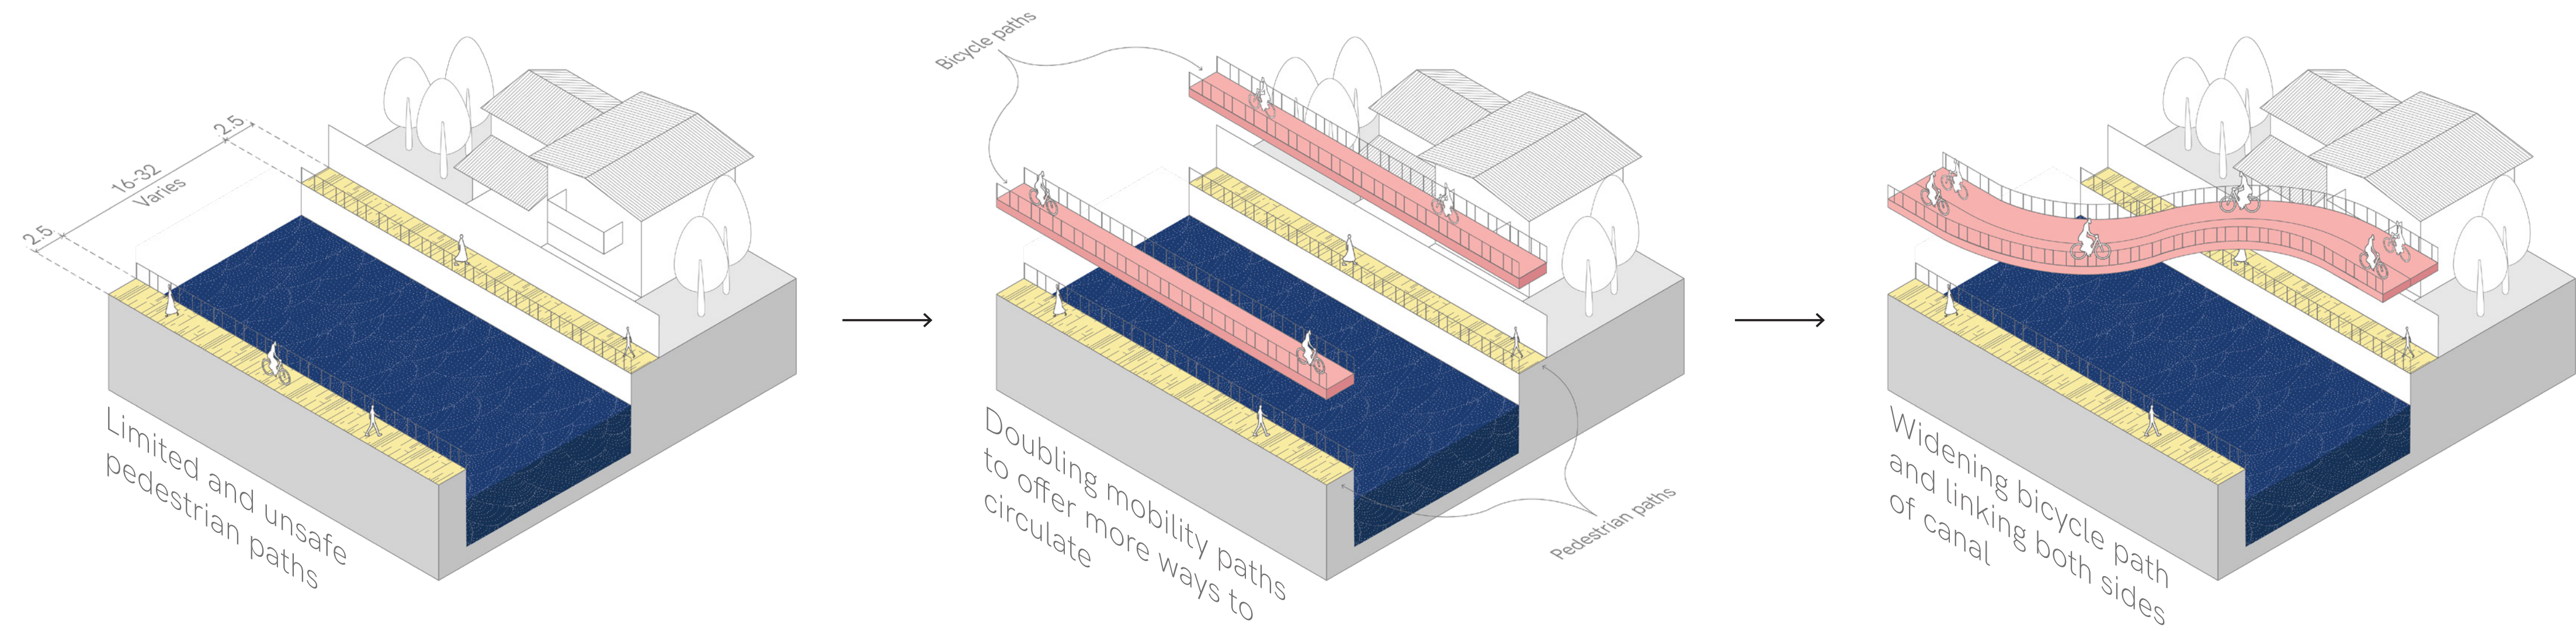 2.5
16-32
Varies
2.5
Limited and unsafe
pedestrian paths
Bicycle paths
Doubling mobility paths
to offer more ways to
circulate
Pedestrian paths
Widening bicycle path
and linking both sides
of canal